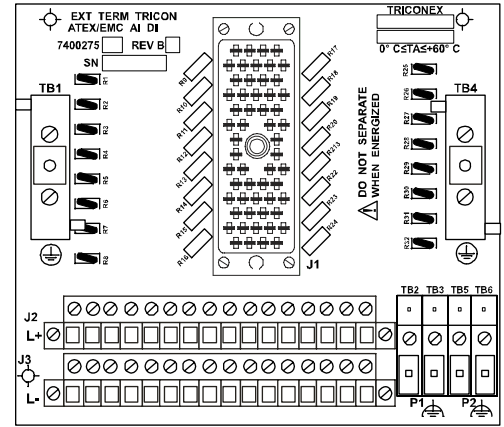 EXT TERM TRICON
ATEX/EMC AI DI
7400275 REV B
SN
TRICONEX
0° C≤TA≤+60° C
TB1
TB4
R1
R2
R3
R4
R5
R6
R7
R8
R9
R10
R11
R12
R13
R14
R15
R16
R17
R18
R19
R20
R213
R22
R23
R24
R25
R26
R27
R28
R29
R30
R31
R32
DO NOT SEPARATE
WHEN ENERGIZED
J1
J2
L+
J3
L-
TB2 TB3 TB5 TB6
P1 P2